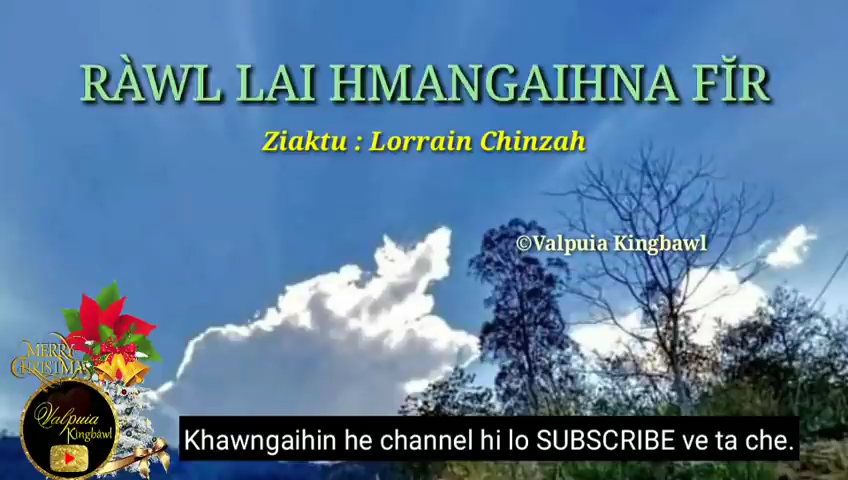 RÀWL LAI HMANGAIHNA FĬR
Ziaktu : Lorrain Chinzah
©Valpuia Kingbawl
MERRY
CHRISTMAS
Valpuia
Kingbâwl
Khawngaihin he channel hi lo SUBSCRIBE ve ta che.